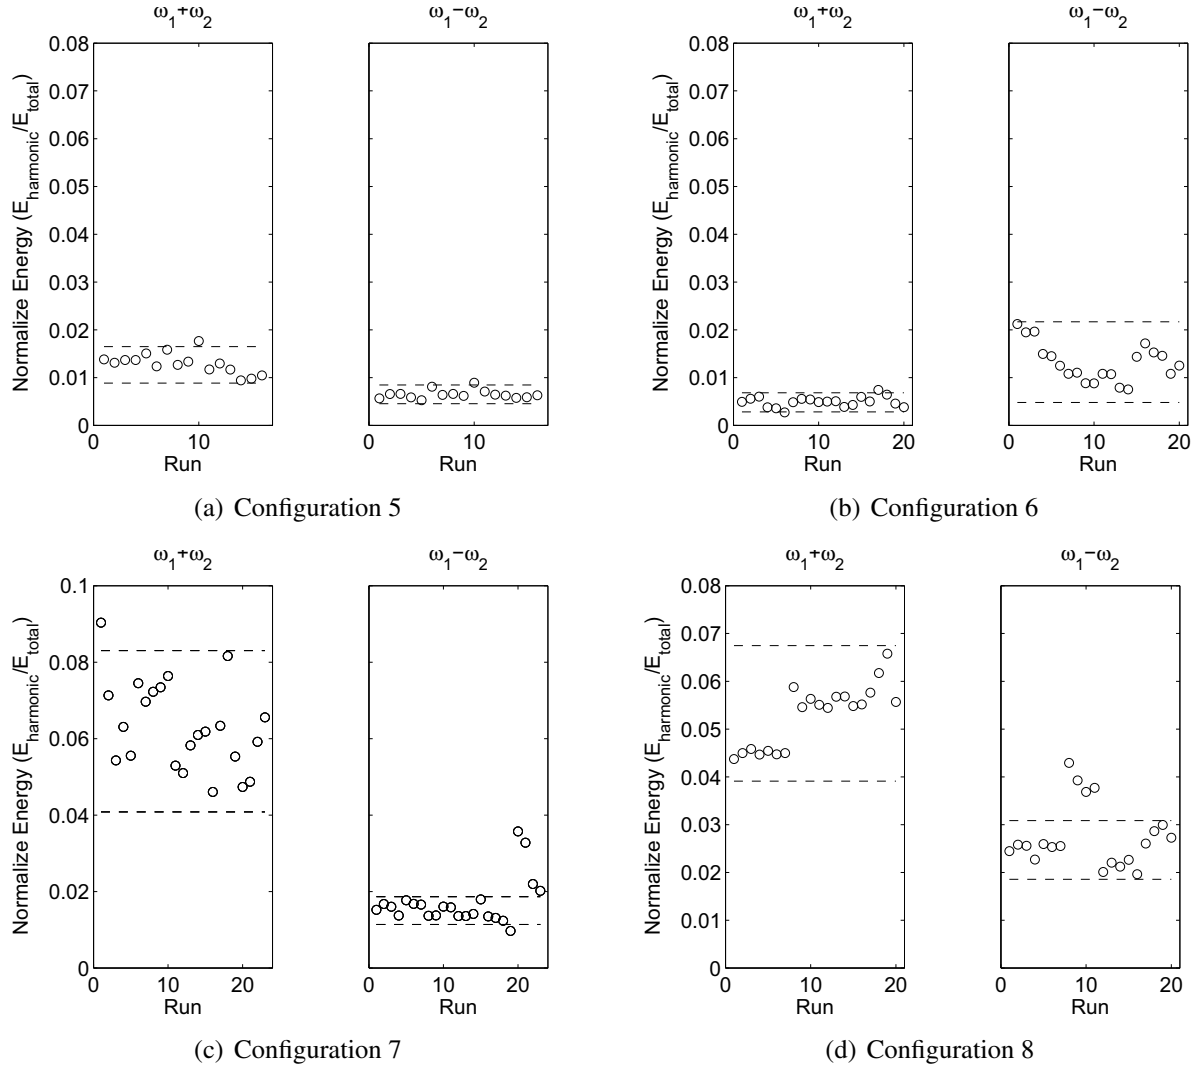 ω1+ω2 ω1−ω2
Normalize Energy (Eharmonic/Etotal)
0.08
0.07
0.06
0.05
0.04
0.03
0.02
0.01
0
0 10 0 10
Run Run
(a) Configuration 5
ω1+ω2 ω1−ω2
Normalize Energy (Eharmonic/Etotal)
0.08
0.07
0.06
0.05
0.04
0.03
0.02
0.01
0
0 10 20 0 10 20
Run Run
(b) Configuration 6
ω1+ω2 ω1−ω2
Normalize Energy (Eharmonic/Etotal)
0.1
0.08
0.06
0.04
0.02
0
0 10 20 0 10 20
Run Run
(c) Configuration 7
ω1+ω2 ω1−ω2
Normalize Energy (Eharmonic/Etotal)
0.08
0.07
0.06
0.05
0.04
0.03
0.02
0.01
0
0 10 20 0 10 20
Run Run
(d) Configuration 8